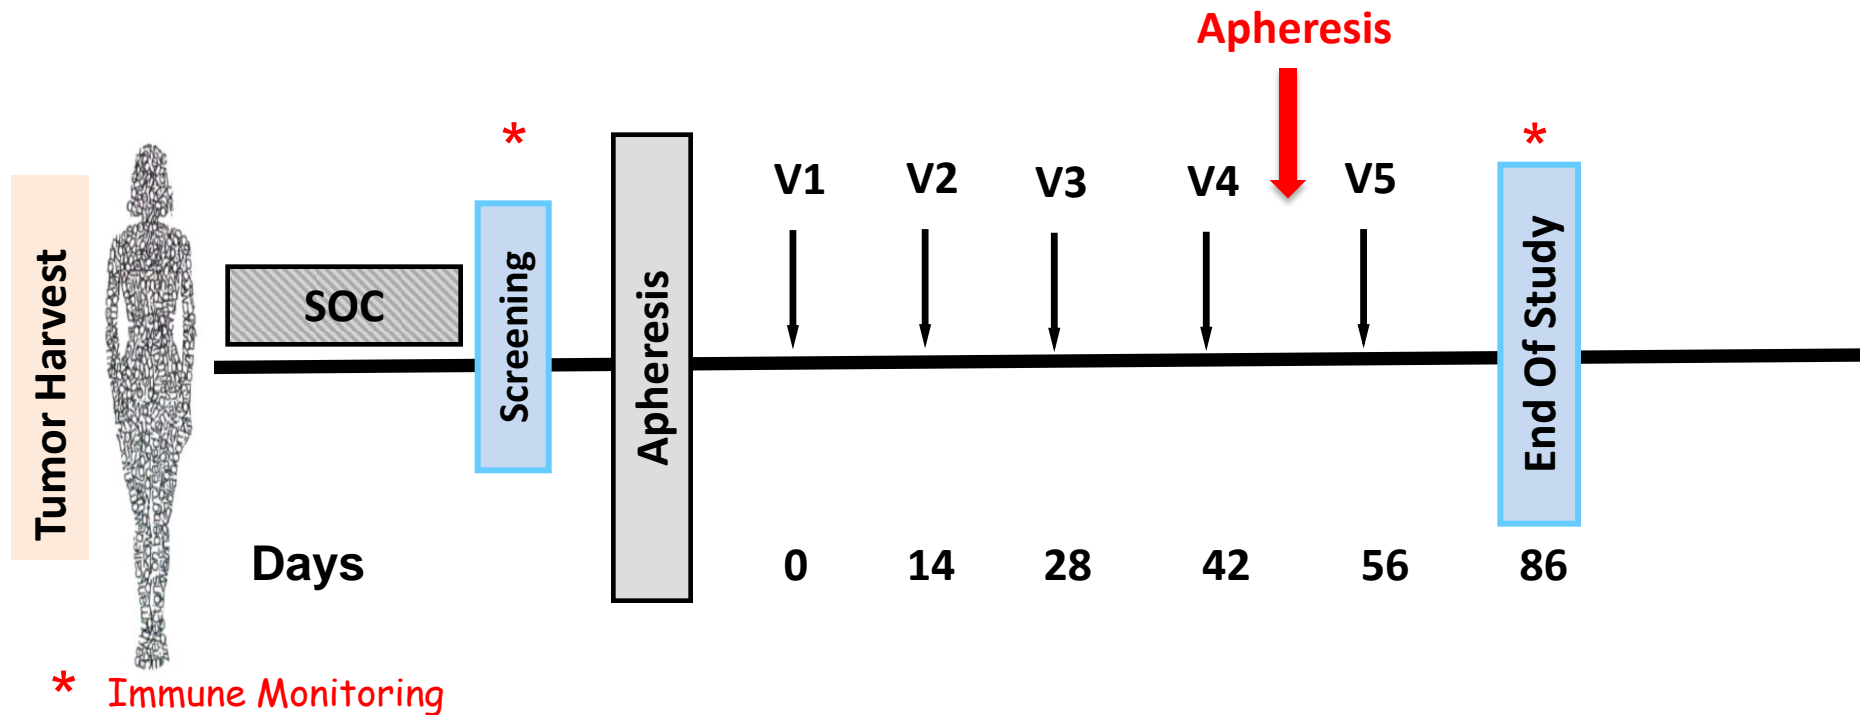 Apheresis
*
*
V1 V2 V3 V4 V5
Tumor Harvest
SOC
Screening
Apheresis
End Of Study
Days 0 14 28 42 56 86
* Immune Monitoring